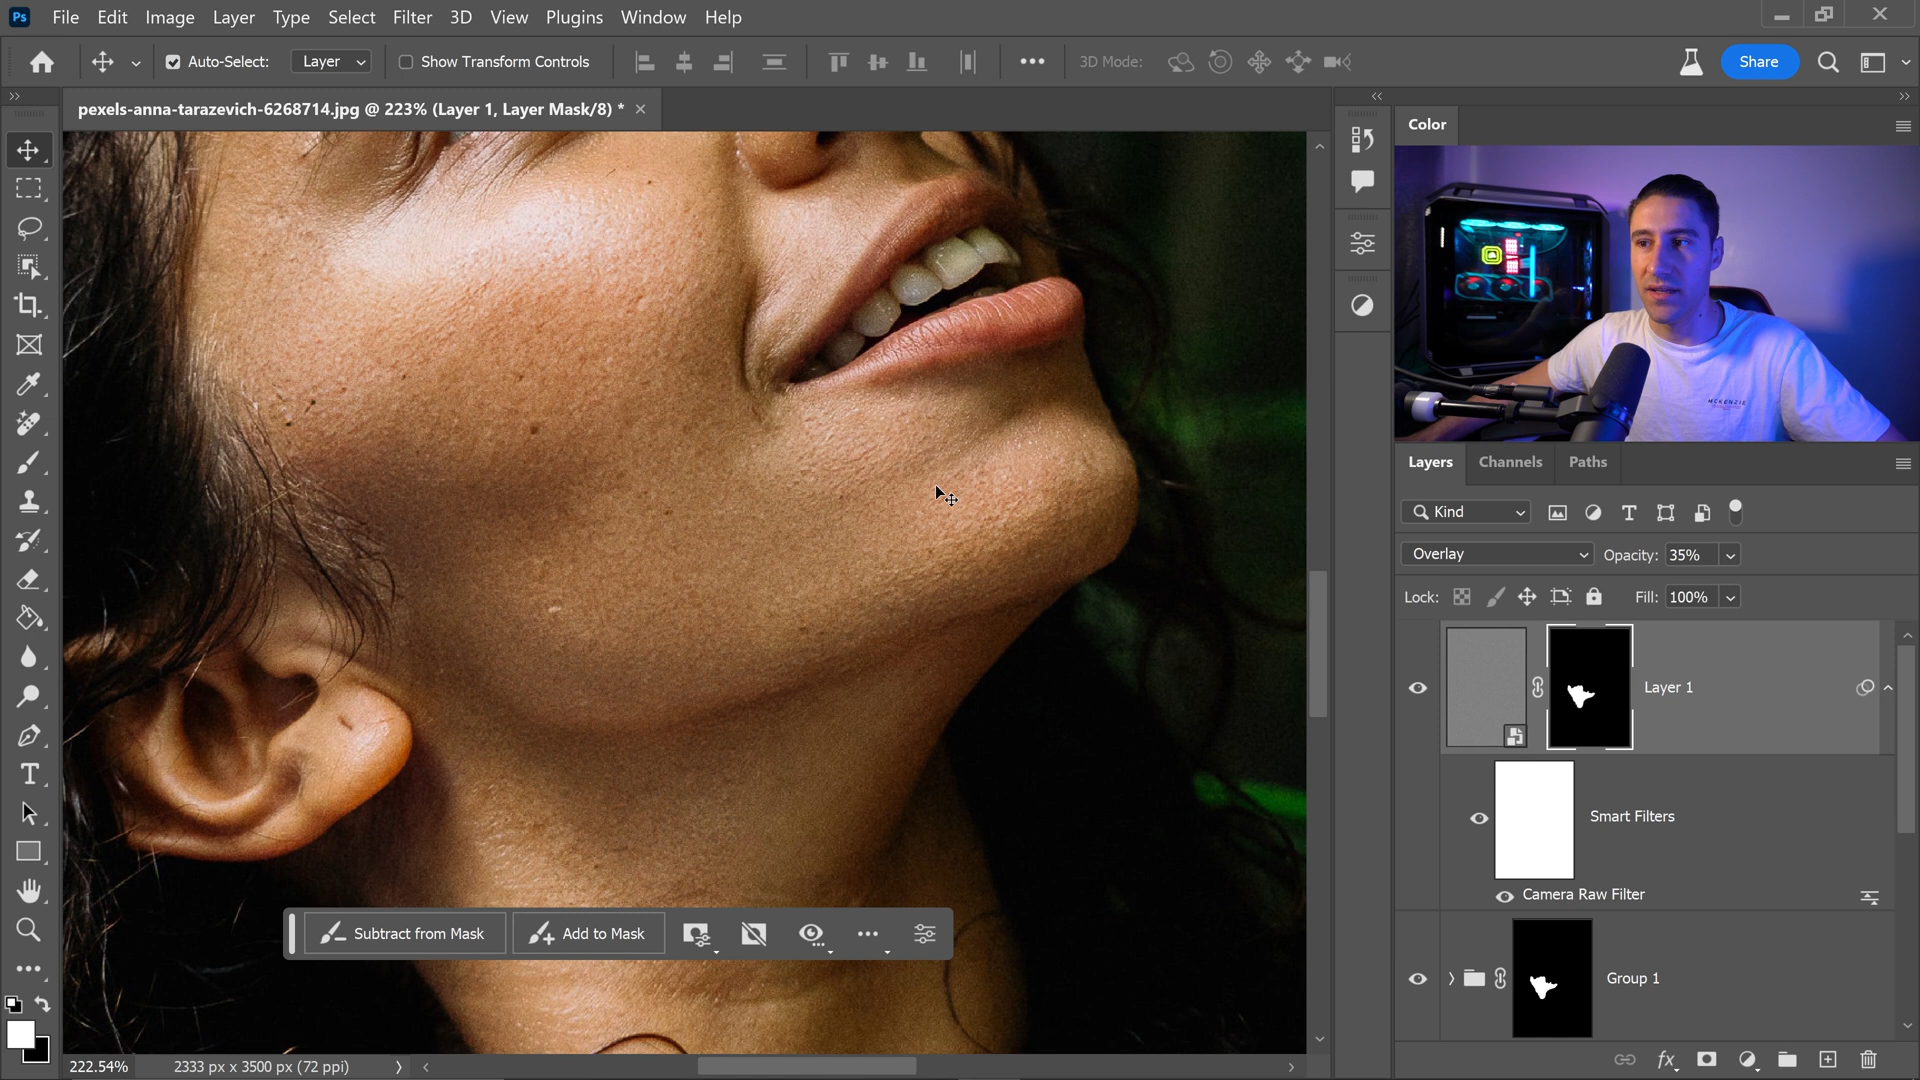 Ps File Edit Image Layer Type Select Filter 3D View Plugins Window Help
Auto-Select: Layer Show Transform Controls 3D Mode: Share
pexels-anna-tarazevich-6268714.jpg @ 223% (Layer 1, Layer Mask/8) *
Color
MCKENZIE
Layers Channels Paths
Kind
Overlay Opacity: 35%
Lock: Fill: 100%
Layer 1
Smart Filters
Camera Raw Filter
Subtract from Mask Add to Mask
Group 1
222.54% 2333 px x 3500 px (72 ppi)